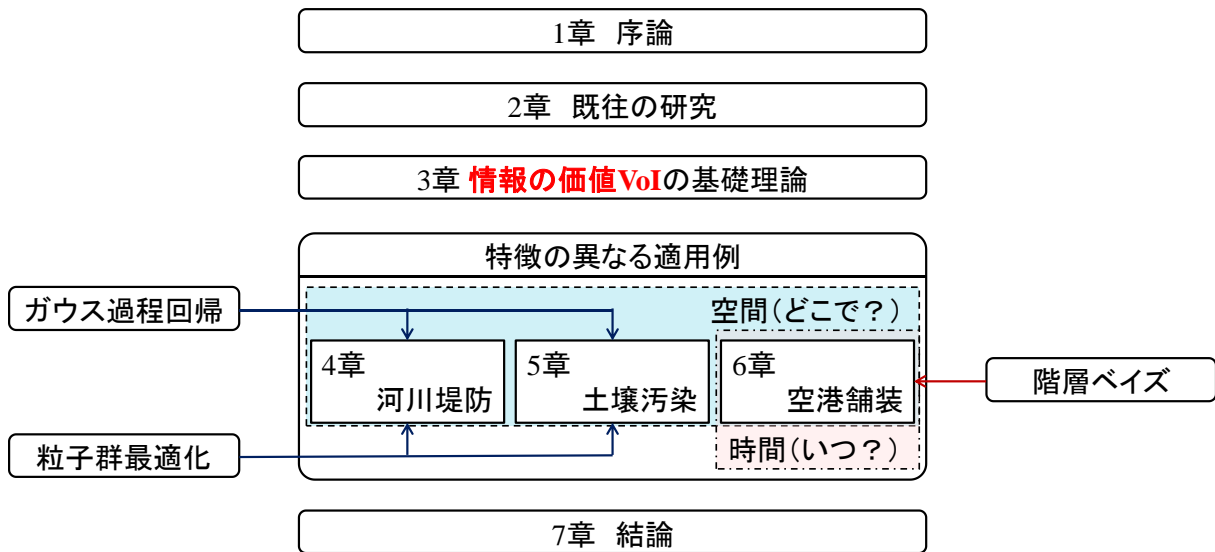 1章 序論
2章 既往の研究
3章 情報の価値VoIの基礎理論
特徴の異なる適用例
ガウス過程回帰
空間(どこで？)
4章
河川堤防
5章
土壌汚染
6章
空港舗装
階層ベイズ
粒子群最適化
時間(いつ？)
7章 結論